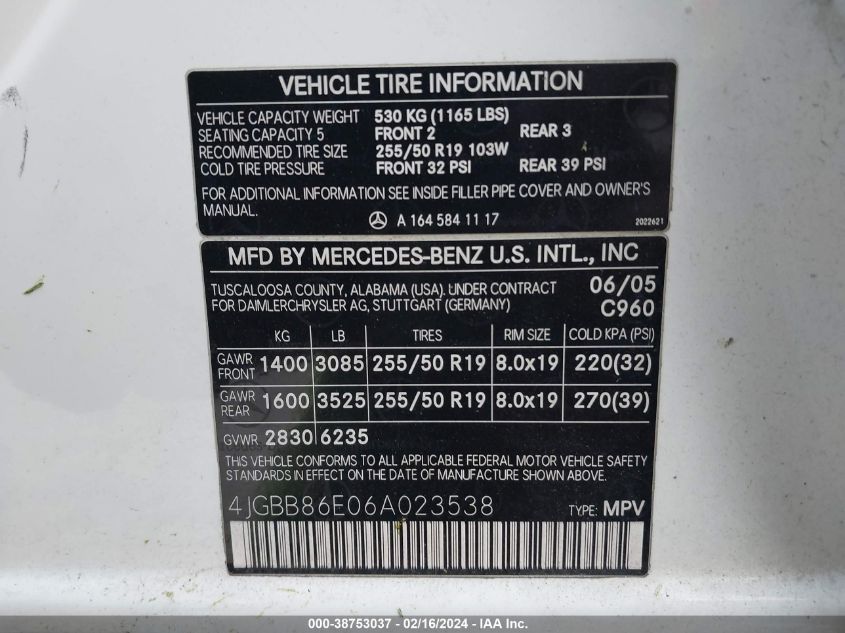 VEHICLE TIRE INFORMATION
VEHICLE CAPACITY WEIGHT 530 KG (1165 LBS)
SEATING CAPACITY 5 FRONT 2 REAR 3
RECOMMENDED TIRE SIZE 255/50 R19 103W
COLD TIRE PRESSURE FRONT 32 PSI REAR 39 PSI
FOR ADDITIONAL INFORMATION SEE INSIDE FILLER PIPE COVER AND OWNER'S
MANUAL.
A 164 584 11 17 2022621
MFD BY MERCEDES-BENZ U.S. INTL., INC
TUSCALOOSA COUNTY, ALABAMA (USA). UNDER CONTRACT 06/05
FOR DAIMLERCHRYSLER AG, STUTTGART (GERMANY) C960
KG LB TIRES RIM SIZE COLD KPA (PSI)
GAWR FRONT 1400 3085 255/50 R19 8.0x19 220(32)
GAWR REAR 1600 3525 255/50 R19 8.0x19 270(39)
GVWR 2830 6235
THIS VEHICLE CONFORMS TO ALL APPLICABLE FEDERAL MOTOR VEHICLE SAFETY
STANDARDS IN EFFECT ON THE DATE OF MANUFACTURE SHOWN ABOVE.
4JGBB86E06A023538 TYPE: MPV
000-38753037 - 02/16/2024 - IAA Inc.